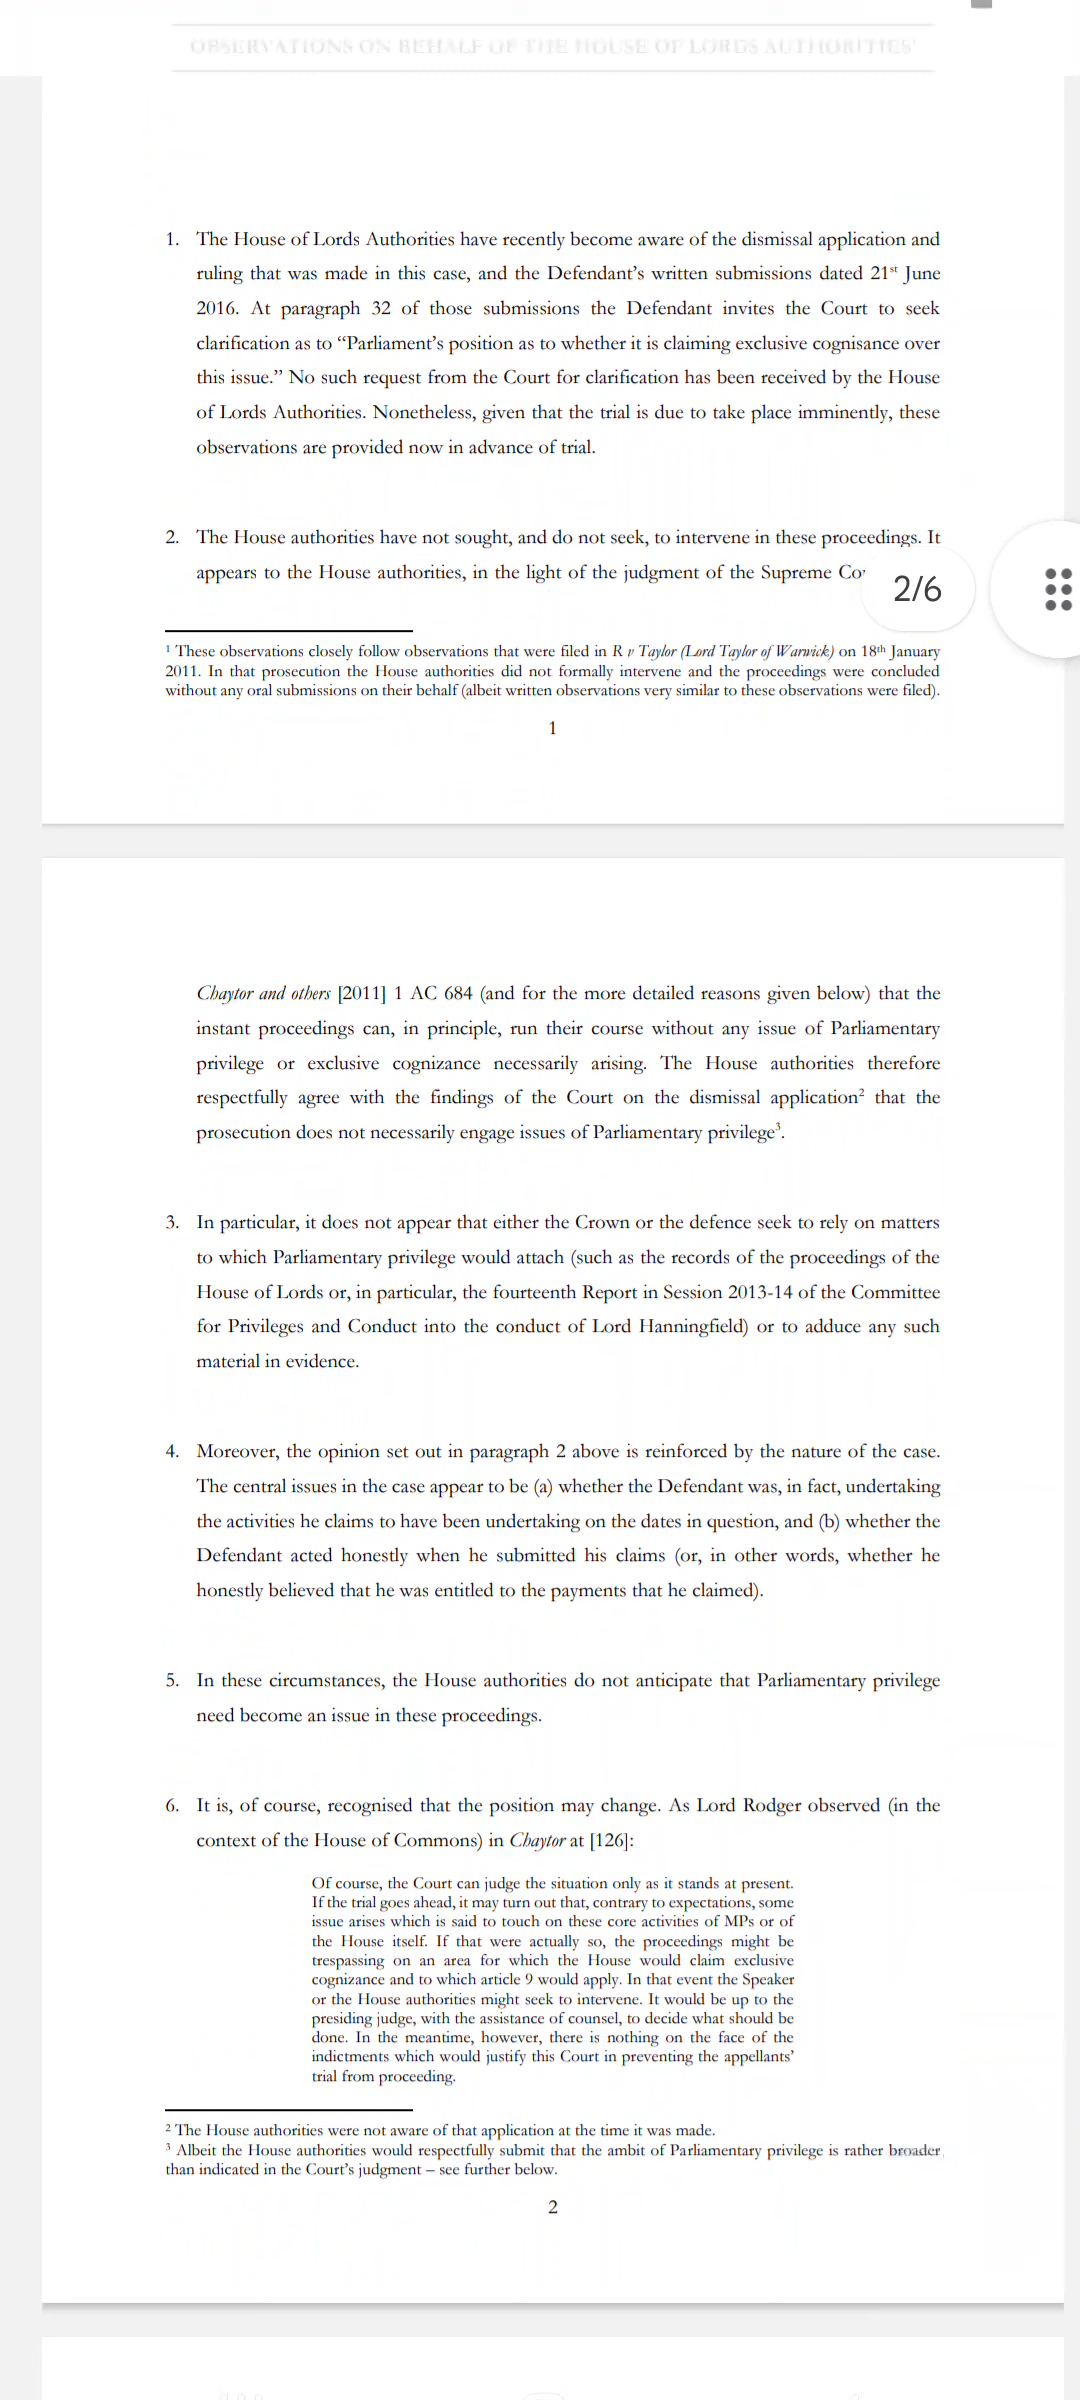 OBSERVATIONS ON BEHALF OF THE HOUSE OF LORDS AUTHORITIES¹
1. The House of Lords Authorities have recently become aware of the dismissal application and
ruling that was made in this case, and the Defendant's written submissions dated 21st June
2016. At paragraph 32 of those submissions the Defendant invites the Court to seek
clarification as to “Parliament's position as to whether it is claiming exclusive cognisance over
this issue.” No such request from the Court for clarification has been received by the House
of Lords Authorities. Nonetheless, given that the trial is due to take place imminently, these
observations are provided now in advance of trial.
2. The House authorities have not sought, and do not seek, to intervene in these proceedings. It
appears to the House authorities, in the light of the judgment of the Supreme
2/6
¹ These observations closely follow observations that were filed in R v Taylor (Lord Taylor of Warwick) on 18th January
2011. In that prosecution the House authorities did not formally intervene and the proceedings were concluded
without any oral submissions on their behalf (albeit written observations very similar to these observations were filed).
1
Chaytor and others [2011] 1 AC 684 (and for the more detailed reasons given below) that the
instant proceedings can, in principle, run their course without any issue of Parliamentary
privilege or exclusive cognizance necessarily arising. The House authorities therefore
respectfully agree with the findings of the Court on the dismissal application² that the
prosecution does not necessarily engage issues of Parliamentary privilege³.
3. In particular, it does not appear that either the Crown or the defence seek to rely on matters
to which Parliamentary privilege would attach (such as the records of the proceedings of the
House of Lords or, in particular, the fourteenth Report in Session 2013-14 of the Committee
for Privileges and Conduct into the conduct of Lord Hanningfield) or to adduce any such
material in evidence.
4. Moreover, the opinion set out in paragraph 2 above is reinforced by the nature of the case.
The central issues in the case appear to be (a) whether the Defendant was, in fact, undertaking
the activities he claims to have been undertaking on the dates in question, and (b) whether the
Defendant acted honestly when he submitted his claims (or, in other words, whether he
honestly believed that he was entitled to the payments that he claimed).
5. In these circumstances, the House authorities do not anticipate that Parliamentary privilege
need become an issue in these proceedings.
6. It is, of course, recognised that the position may change. As Lord Rodger observed (in the
context of the House of Commons) in Chaytor at [126]:
Of course, the Court can judge the situation only as it stands at present.
If the trial goes ahead, it may turn out that, contrary to expectations, some
issue arises which is said to touch on these core activities of MPs or of
the House itself. If that were actually so, the proceedings might be
trespassing on an area for which the House would claim exclusive
cognizance and to which article 9 would apply. In that event the Speaker
or the House authorities might seek to intervene. It would be up to the
presiding judge, with the assistance of counsel, to decide what should be
done. In the meantime, however, there is nothing on the face of the
indictments which would justify this Court in preventing the appellants'
trial from proceeding.
² The House authorities were not aware of that application at the time it was made.
³ Albeit the House authorities would respectfully submit that the ambit of Parliamentary privilege is rather broader
than indicated in the Court's judgment – see further below.
2